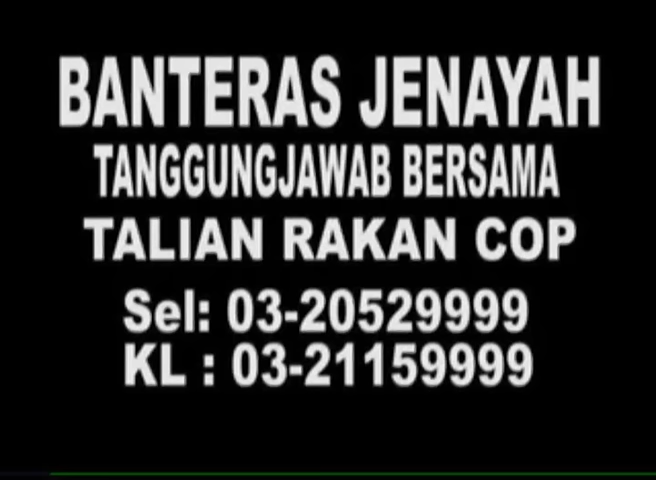 BANTERAS JENAYAH
TANGGUNGJAWAB BERSAMA
TALIAN RAKAN COP
Sel: 03-20529999
KL : 03-21159999